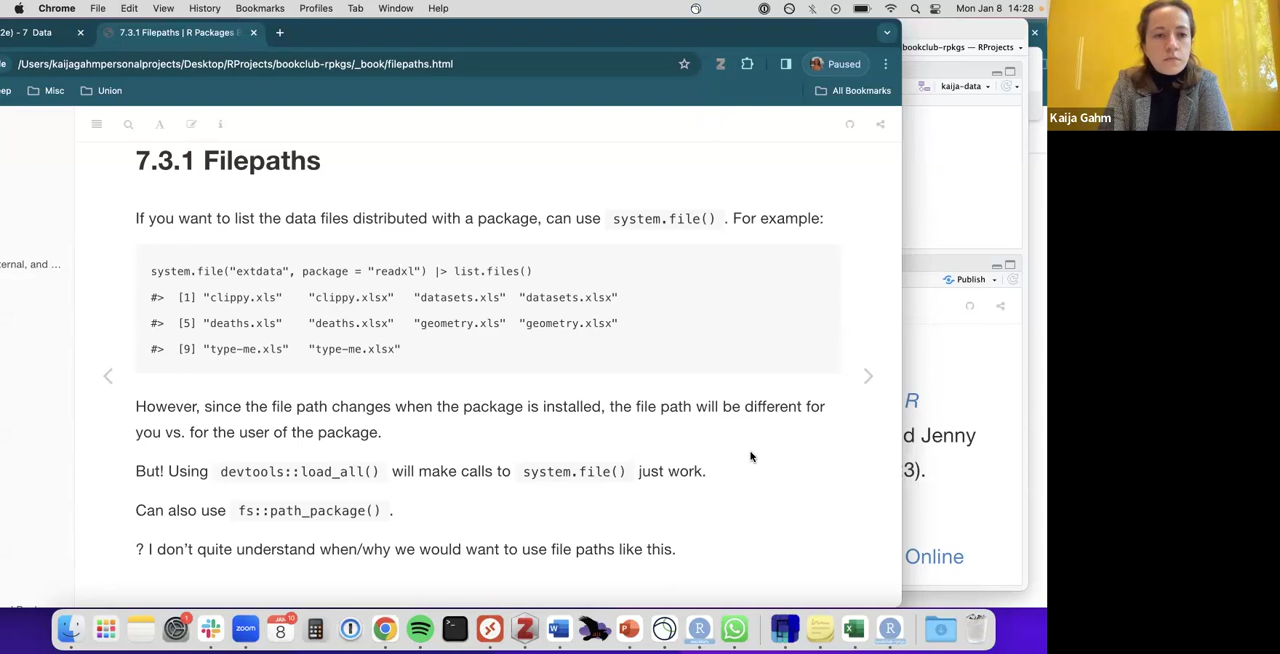 Chrome File Edit View History Bookmarks Profiles Tab Window Help Mon Jan 8 14:28
2e) - 7 Data 7.3.1 Filepaths | R Packages B
/Users/kaijagahmpersonalprojects/Desktop/RProjects/bookclub-rpkgs/_book/filepaths.html Paused
Misc Union All Bookmarks
bookclub-rpkgs — RProjects
kaija-data
Kaija Gahm
7.3.1 Filepaths
If you want to list the data files distributed with a package, can use system.file() . For example:
system.file("extdata", package = "readxl") |> list.files()
#> [1] "clippy.xls" "clippy.xlsx" "datasets.xls" "datasets.xlsx"
#> [5] "deaths.xls" "deaths.xlsx" "geometry.xls" "geometry.xlsx"
#> [9] "type-me.xls" "type-me.xlsx"
ternal, and ...
Publish
However, since the file path changes when the package is installed, the file path will be different for
you vs. for the user of the package.
But! Using devtools::load_all() will make calls to system.file() just work.
Can also use fs::path_package() .
? I don't quite understand when/why we would want to use file paths like this.
R
d Jenny
3).
Online
zoom
JAN 10
8